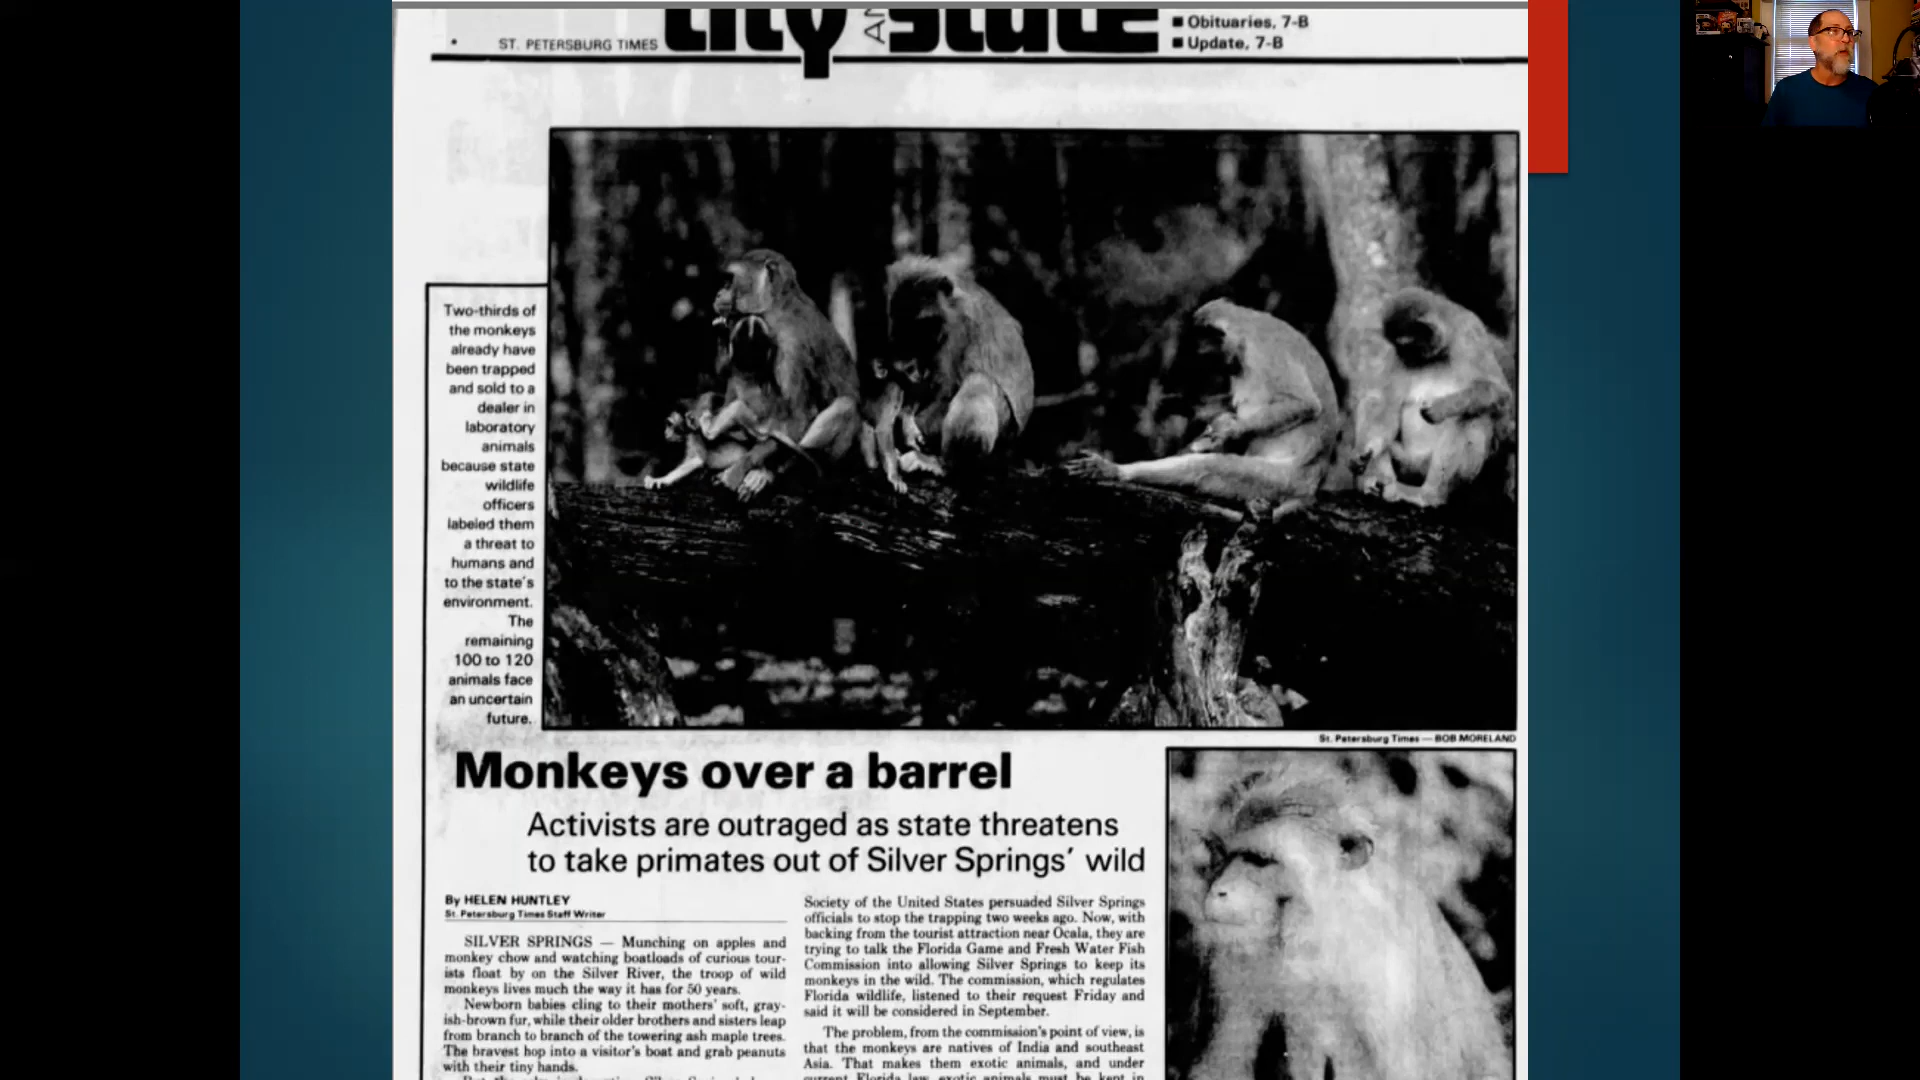 ST. PETERSBURG TIMES
City AND State
■ Obituaries, 7-B
■ Update, 7-B
Two-thirds of
the monkeys
already have
been trapped
and sold to a
dealer in
laboratory
animals
because state
wildlife
officers
labeled them
a threat to
humans and
to the state's
environment.
The
remaining
100 to 120
animals face
an uncertain
future.
St. Petersburg Times — BOB MORELAND
Monkeys over a barrel
Activists are outraged as state threatens
to take primates out of Silver Springs' wild
By HELEN HUNTLEY
St. Petersburg Times Staff Writer
SILVER SPRINGS — Munching on apples and
monkey chow and watching boatloads of curious tour-
ists float by on the Silver River, the troop of wild
monkeys lives much the way it has for 50 years.
Newborn babies cling to their mothers' soft, gray-
ish-brown fur, while their older brothers and sisters leap
from branch to branch of the towering ash maple trees.
The bravest hop into a visitor's boat and grab peanuts
with their tiny hands.
Society of the United States persuaded Silver Springs
officials to stop the trapping two weeks ago. Now, with
backing from the tourist attraction near Ocala, they are
trying to talk the Florida Game and Fresh Water Fish
Commission into allowing Silver Springs to keep its
monkeys in the wild. The commission, which regulates
Florida wildlife, listened to their request Friday and
said it will be considered in September.
The problem, from the commission's point of view, is
that the monkeys are natives of India and southeast
Asia. That makes them exotic animals, and under
current Florida law, exotic animals must be kept in